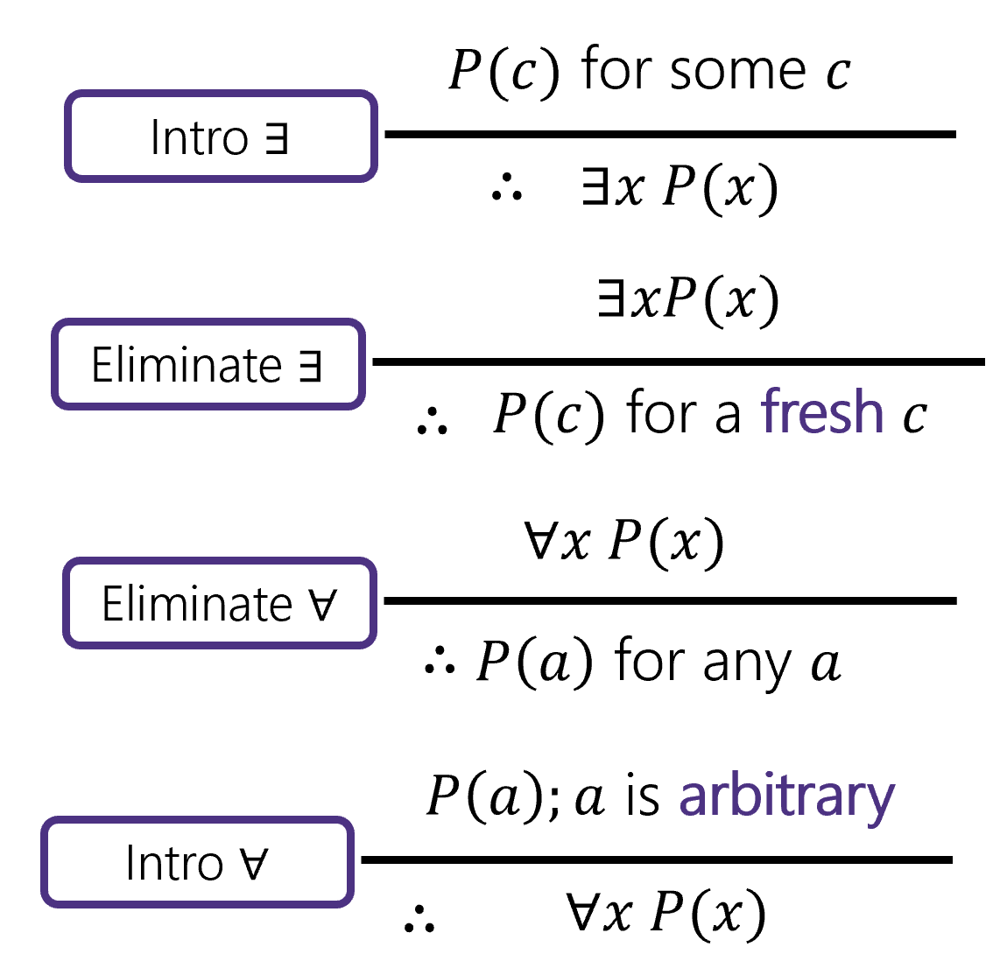 P(c) for some c
Intro ∃
∴ ∃x P(x)
∃xP(x)
Eliminate ∃
∴ P(c) for a fresh c
∀x P(x)
Eliminate ∀
∴ P(a) for any a
P(a); a is arbitrary
Intro ∀
∴ ∀x P(x)